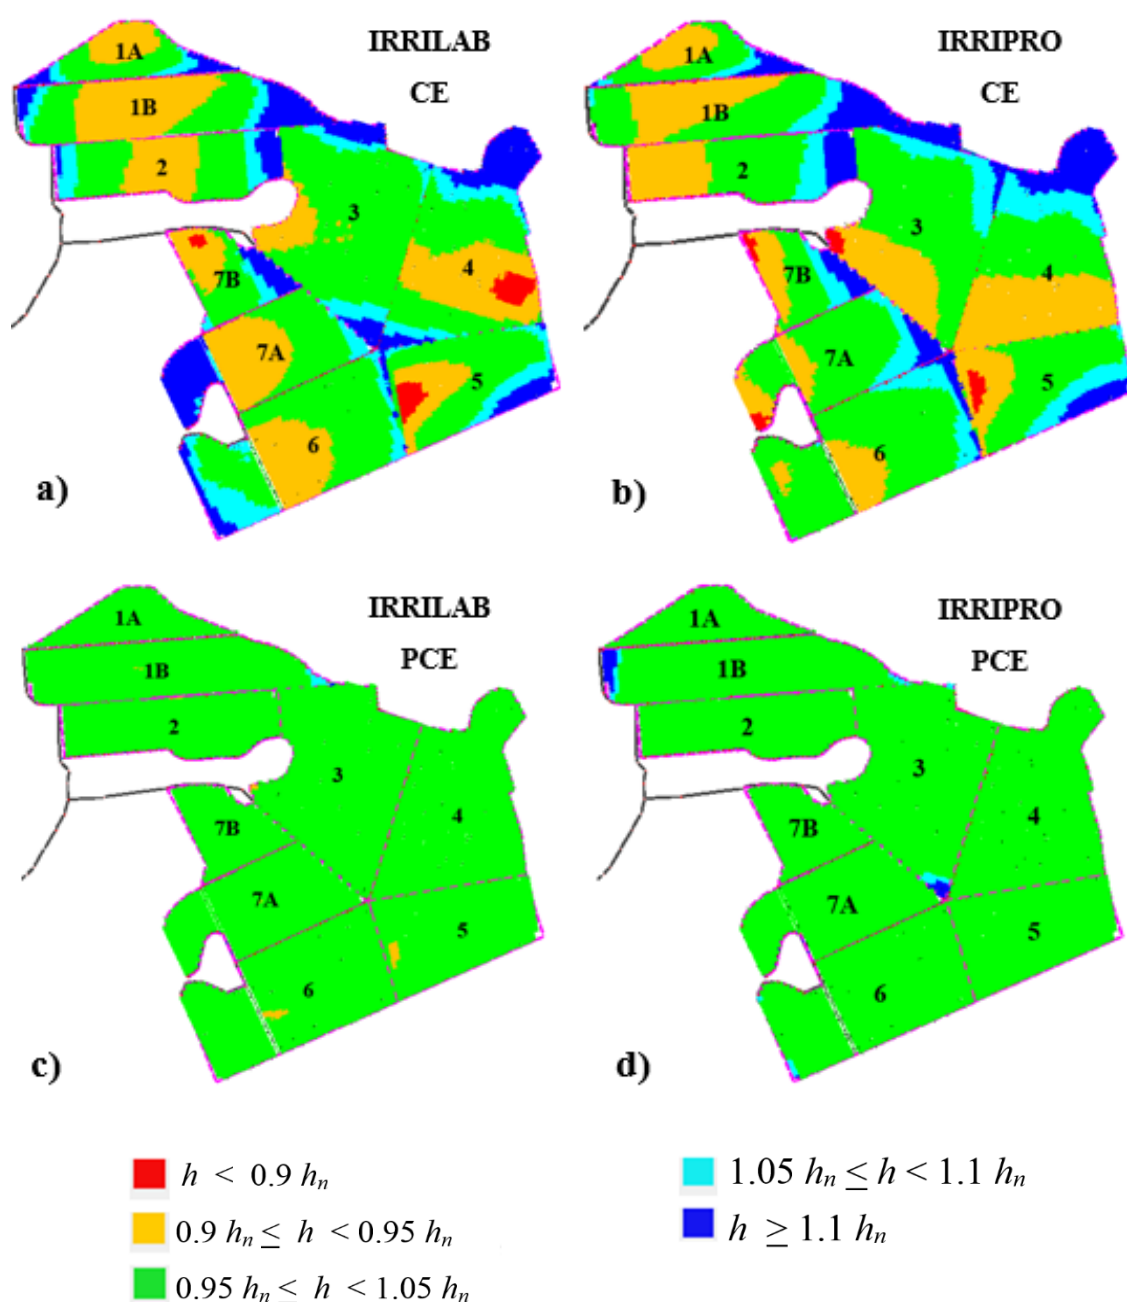 IRRILAB
CE
1A
1B
2
3
4
7B
7A
5
6
a)
IRRIPRO
CE
1A
1B
2
3
4
7B
7A
5
6
b)
IRRILAB
PCE
1A
1B
2
3
4
7B
7A
5
6
c)
IRRIPRO
PCE
1A
1B
2
3
4
7B
7A
5
6
d)
h < 0.9 hn
0.9 hn ≤ h < 0.95 hn
0.95 hn ≤ h < 1.05 hn
1.05 hn ≤ h < 1.1 hn
h ≥ 1.1 hn